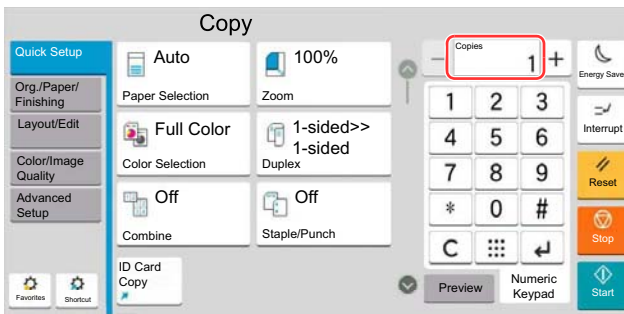 Copy
Quick Setup
Org./Paper/
Finishing
Layout/Edit
Color/Image
Quality
Advanced
Setup
Favorites
Shortcut
Auto
Paper Selection
100%
Zoom
Full Color
Color Selection
1-sided>>
1-sided
Duplex
Off
Combine
Off
Staple/Punch
ID Card
Copy
Copies
− 1 +
1 2 3
4 5 6
7 8 9
* 0 #
C
Preview
Numeric
Keypad
Energy Save
Interrupt
Reset
Stop
Start